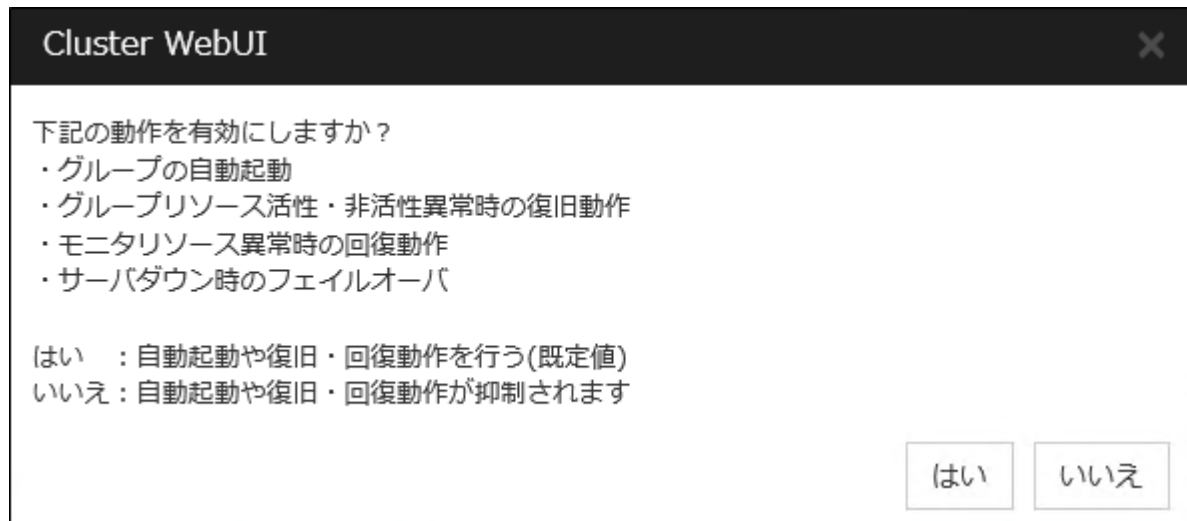 Cluster WebUI
下記の動作を有効にしますか？
・グループの自動起動
・グループリソース活性・非活性異常時の復旧動作
・モニタリソース異常時の回復動作
・サーバダウン時のフェイルオーバ
はい　：自動起動や復旧・回復動作を行う(既定値)
いいえ：自動起動や復旧・回復動作が抑制されます
はい　いいえ